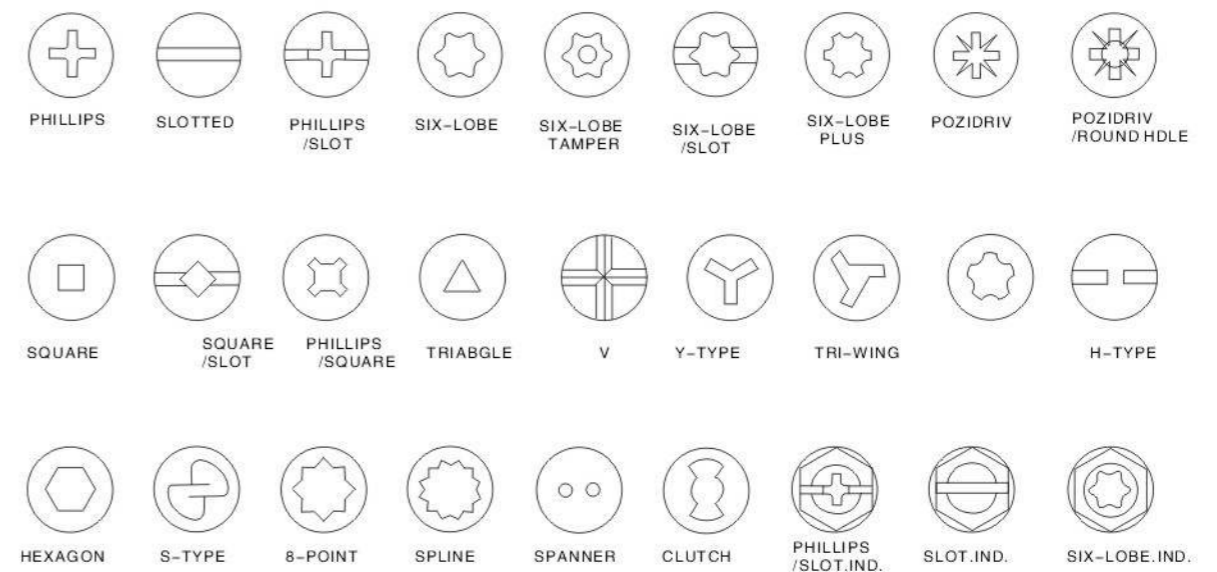 PHILLIPS
SLOTTED
PHILLIPS
/SLOT
SIX-LOBE
SIX-LOBE
TAMPER
SIX-LOBE
/SLOT
SIX-LOBE
PLUS
POZIDRIV
POZIDRIV
/ROUND HDLE
SQUARE
SQUARE
/SLOT
PHILLIPS
/SQUARE
TRIABGLE
V
Y-TYPE
TRI-WING
H-TYPE
HEXAGON
S-TYPE
8-POINT
SPLINE
SPANNER
CLUTCH
PHILLIPS
/SLOT.IND.
SLOT.IND.
SIX-LOBE.IND.